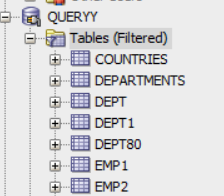 QUERYY
Tables (Filtered)
COUNTRIES
DEPARTMENTS
DEPT
DEPT1
DEPT80
EMP1
EMP2